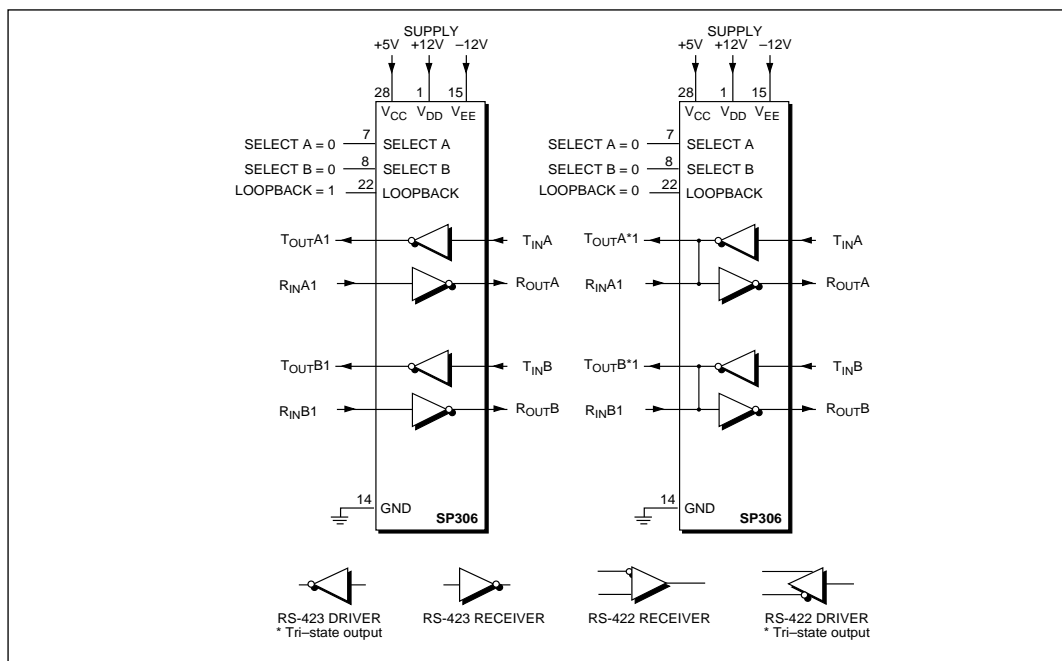 SUPPLY
+5V +12V –12V
28 1 15
VCC VDD VEE
7
SELECT A = 0 SELECT A
8
SELECT B = 0 SELECT B
22
LOOPBACK = 1 LOOPBACK
TOUTA1 TINA
RINA1 ROUTA
TOUTB1 TINB
RINB1 ROUTB
14
GND
SP306
SUPPLY
+5V +12V –12V
28 1 15
VCC VDD VEE
7
SELECT A = 0 SELECT A
8
SELECT B = 0 SELECT B
22
LOOPBACK = 0 LOOPBACK
TOUTA*1 TINA
RINA1 ROUTA
TOUTB*1 TINB
RINB1 ROUTB
14
GND
SP306
RS-423 DRIVER
* Tri–state output
RS-423 RECEIVER
RS-422 RECEIVER
RS-422 DRIVER
* Tri–state output